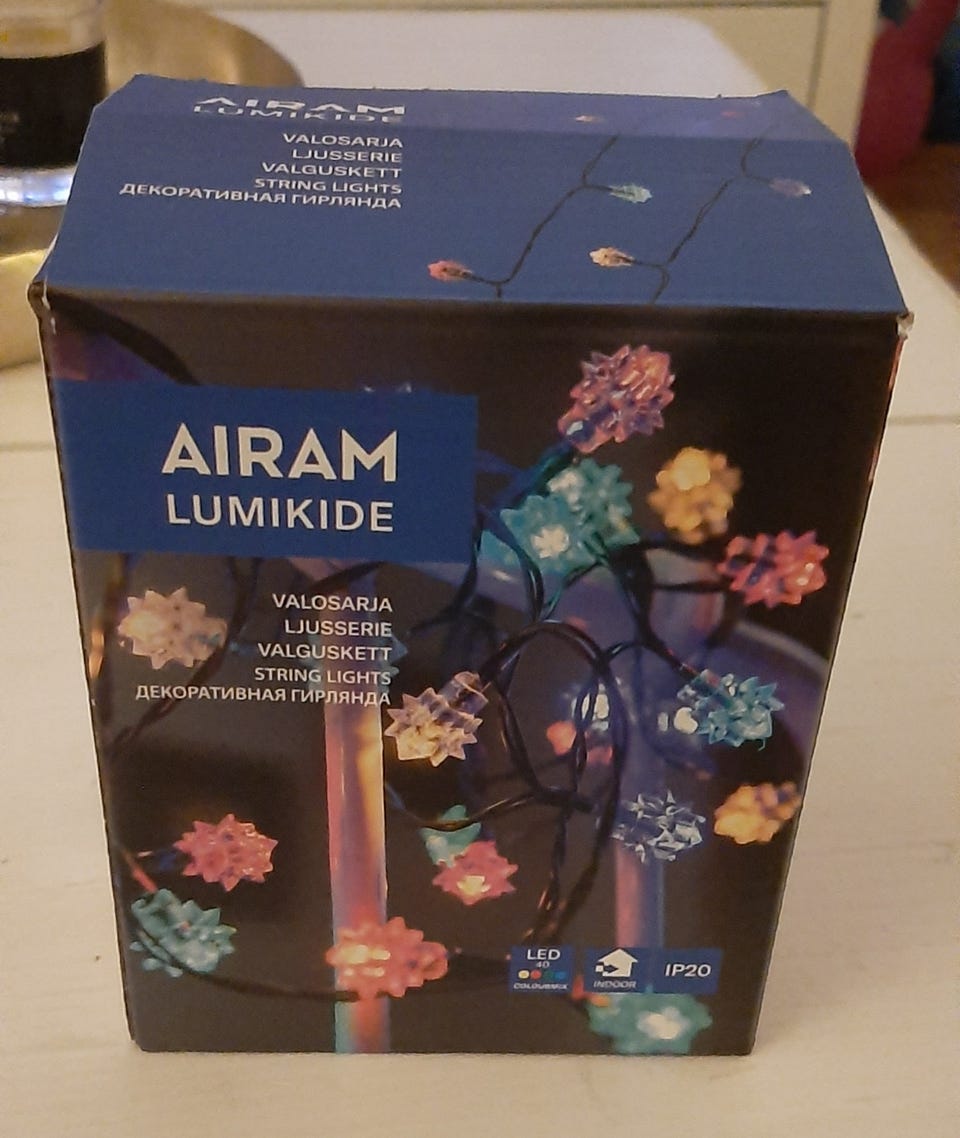 AIRAM
LUMIKIDE
VALOSARJA
LJUSSERIE
VALGUSKETT
STRING LIGHTS
ДЕКОРАТИВНАЯ ГИРЛЯНДА
AIRAM
LUMIKIDE
VALOSARJA
LJUSSERIE
VALGUSKETT
STRING LIGHTS
ДЕКОРАТИВНАЯ ГИРЛЯНДА
LED
40
COLOURMIX
INDOOR
IP20